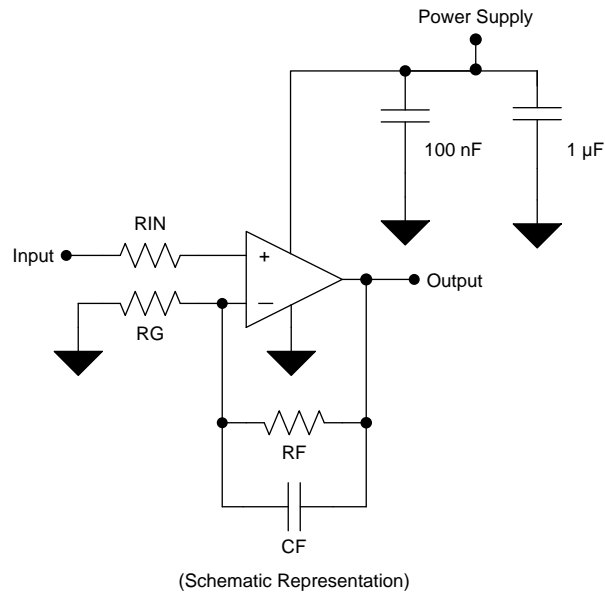 Power Supply
100 nF
1 µF
RIN
Input
+
Output
RG
RF
CF
(Schematic Representation)